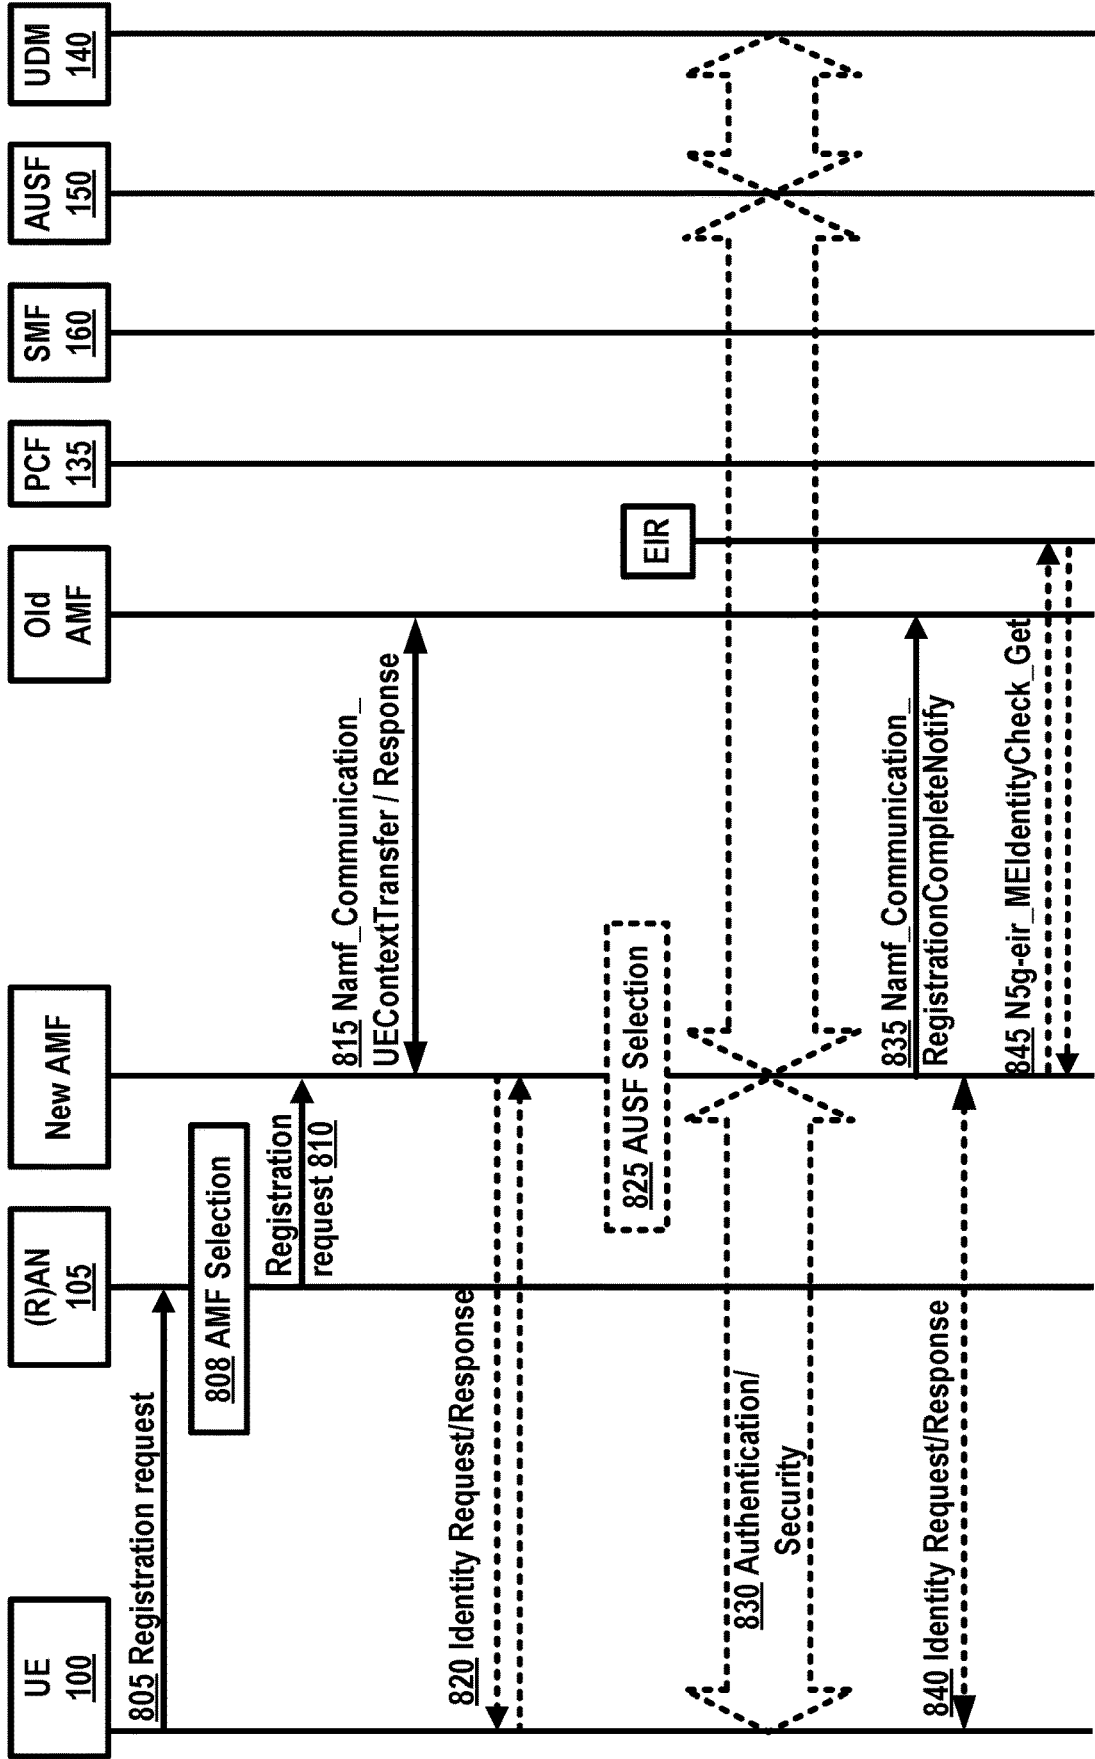 UE
100
(R)AN
105
New AMF
Old
AMF
PCF
135
SMF
160
AUSF
150
UDM
140
805 Registration request
808 AMF Selection
Registration
request 810
815 Namf_Communication_
UEContextTransfer / Response
820 Identity Request/Response
825 AUSF Selection
EIR
830 Authentication/
Security
835 Namf_Communication_
RegistrationCompleteNotify
840 Identity Request/Response
845 N5g-eir_MEIdentityCheck_Get